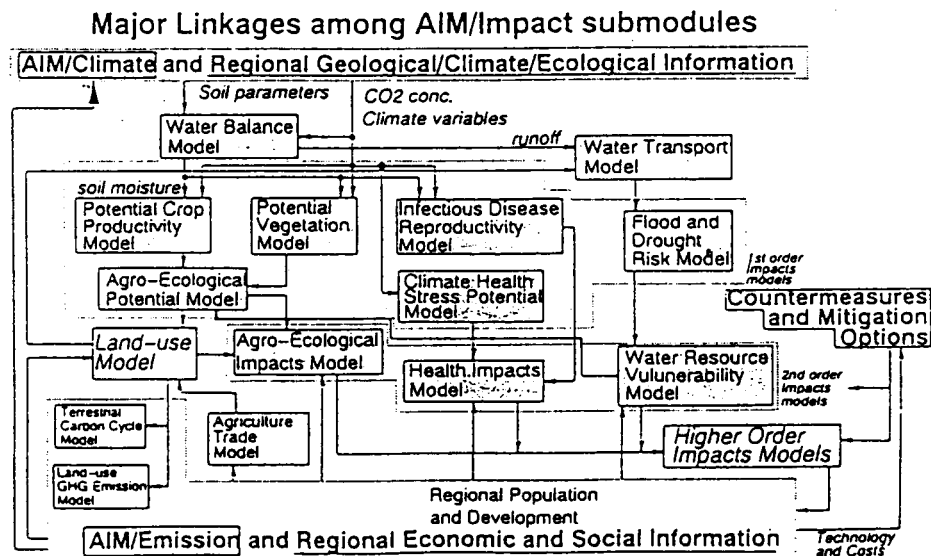 Major Linkages among AIM/Impact submodules
AIM/Climate and Regional Geological/Climate/Ecological Information
Soil parameters
CO2 conc.
Climate variables
Water Balance
Model
runoff
Water Transport
Model
soil moisture
Potential Crop
Productivity
Model
Potential
Vegetation
Model
Infectious Disease
Reproductivity
Model
Flood and
Drought
Risk Model
1st order
impacts
models
Agro-Ecological
Potential Model
Climate Health
Stress Potential
Model
Countermeasures
and Mitigation
Options
Land-use
Model
Agro-Ecological
Impacts Model
Health Impacts
Model
Water Resource
Vulunerability
Model
2nd order
impacts
models
Terrestrial
Carbon Cycle
Model
Agriculture
Trade
Model
Higher Order
Impacts Models
Land-use
GHG Emission
Model
Regional Population
and Development
AIM/Emission and Regional Economic and Social Information
Technology
and Costs